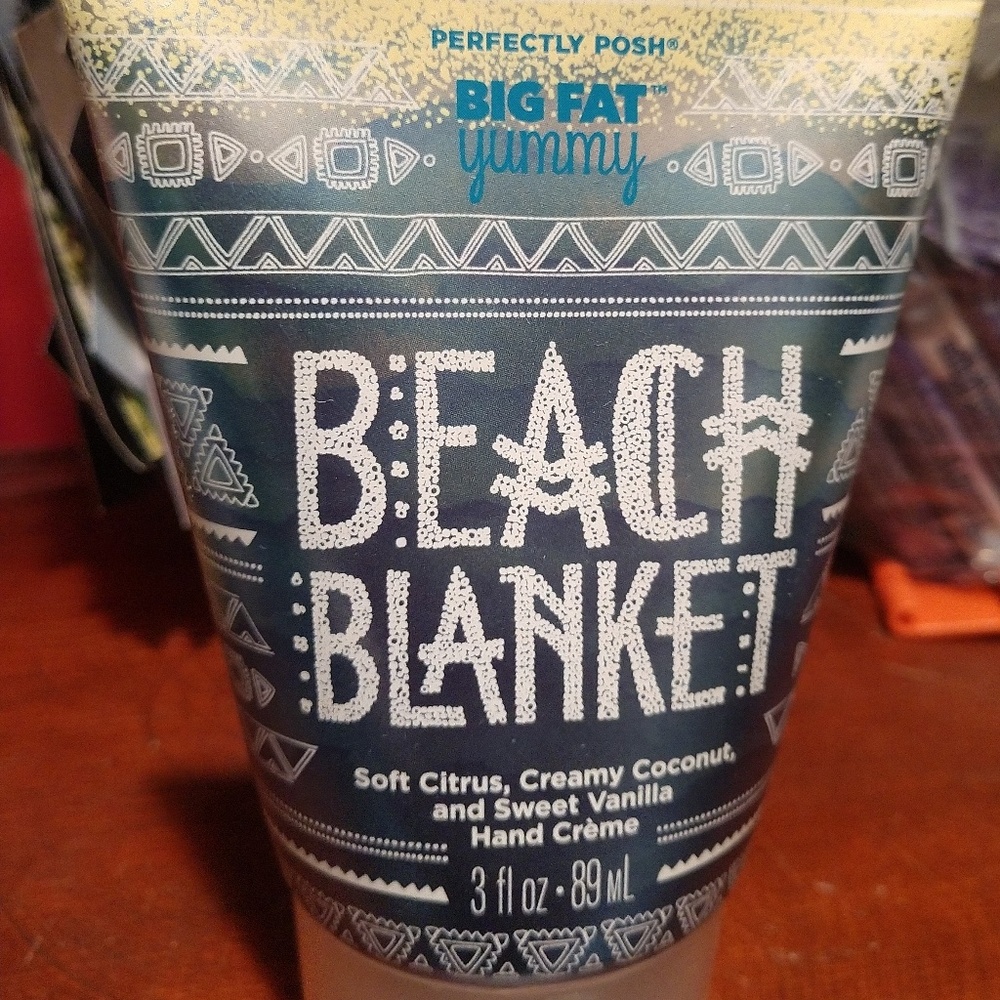 PERFECTLY POSH®
BIG FAT™
yummy
BEACH
BLANKET
Soft Citrus, Creamy Coconut,
and Sweet Vanilla
Hand Crème
3 fl oz • 89 mL